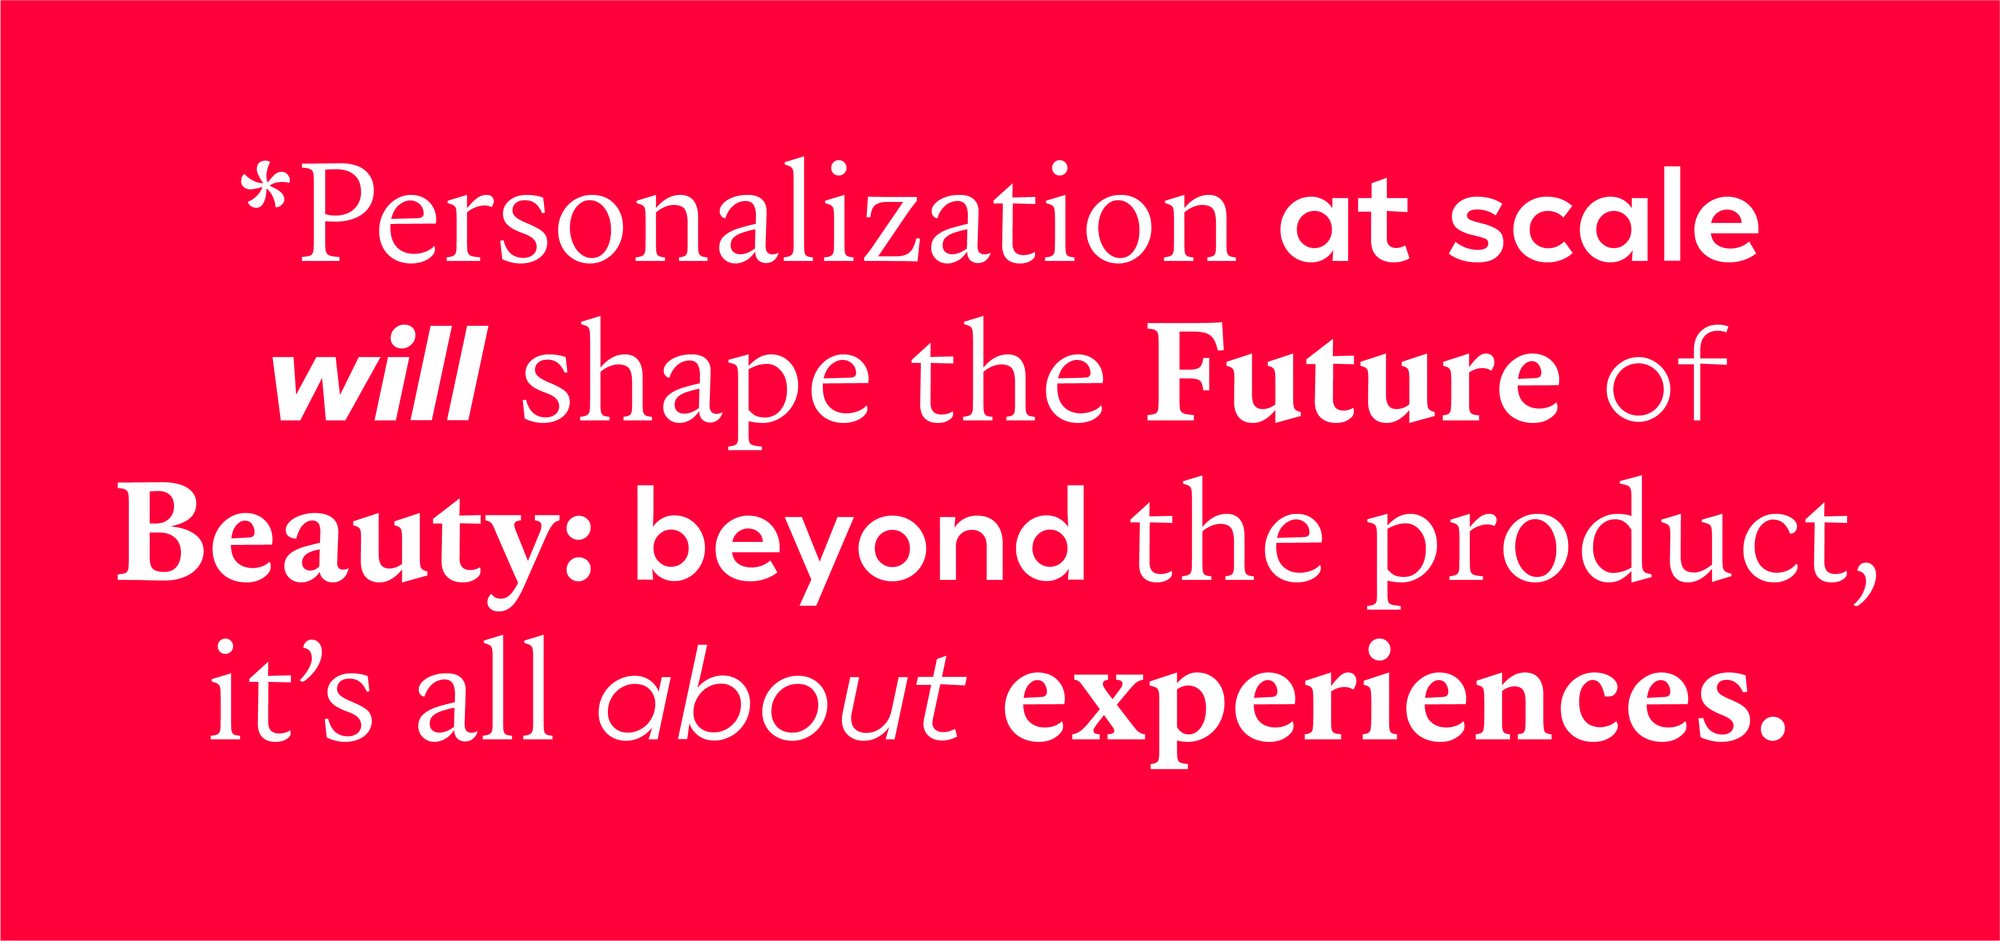 *Personalization at scale
will shape the Future of
Beauty: beyond the product,
it’s all about experiences.